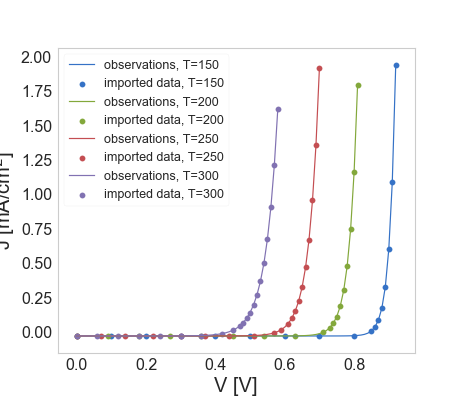 2.00
1.75
1.50
1.25
1.00
0.75
0.50
0.25
0.00
J [mA/cm²]
observations, T=150
imported data, T=150
observations, T=200
imported data, T=200
observations, T=250
imported data, T=250
observations, T=300
imported data, T=300
0.0 0.2 0.4 0.6 0.8
V [V]